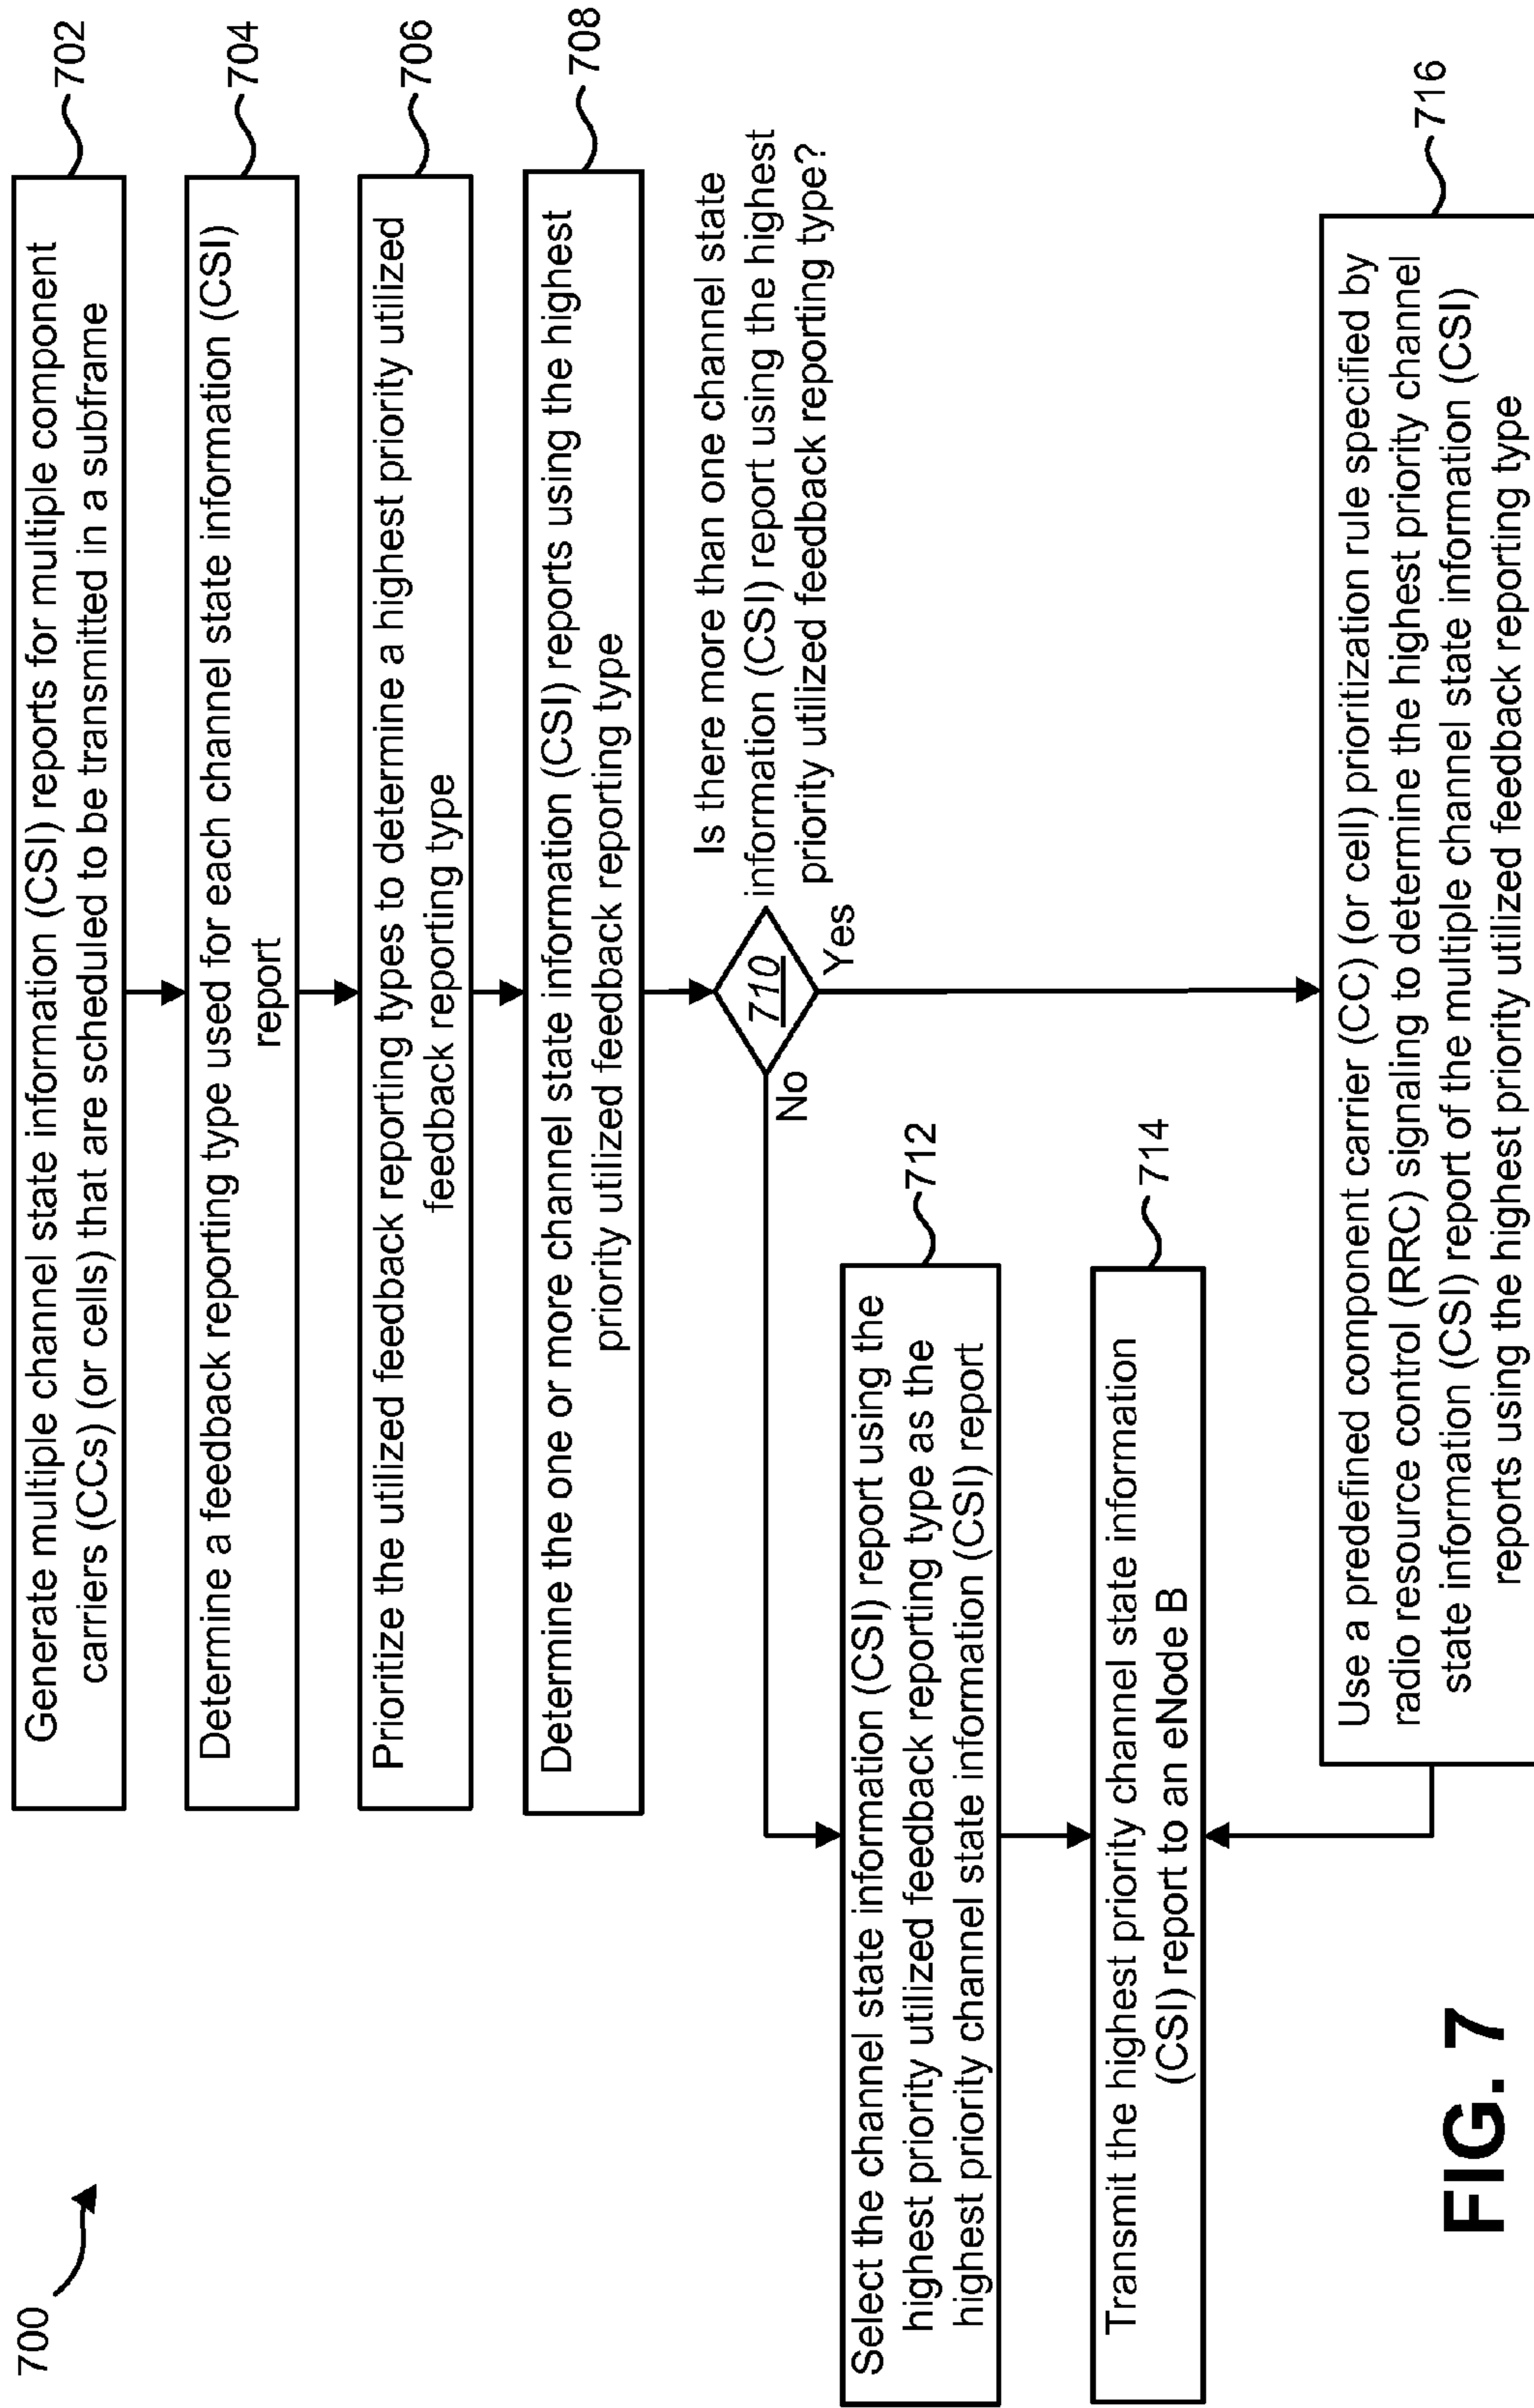 700
Generate multiple channel state information (CSI) reports for multiple component
carriers (CCs) (or cells) that are scheduled to be transmitted in a subframe
702
Determine a feedback reporting type used for each channel state information (CSI)
report
704
Prioritize the utilized feedback reporting types to determine a highest priority utilized
feedback reporting type
706
Determine the one or more channel state information (CSI) reports using the highest
priority utilized feedback reporting type
708
710
Is there more than one channel state
information (CSI) report using the highest
priority utilized feedback reporting type?
No
Yes
Select the channel state information (CSI) report using the
highest priority utilized feedback reporting type as the
highest priority channel state information (CSI) report
712
Transmit the highest priority channel state information
(CSI) report to an eNode B
714
Use a predefined component carrier (CC) (or cell) prioritization rule specified by
radio resource control (RRC) signaling to determine the highest priority channel
state information (CSI) report of the multiple channel state information (CSI)
reports using the highest priority utilized feedback reporting type
716
FIG. 7